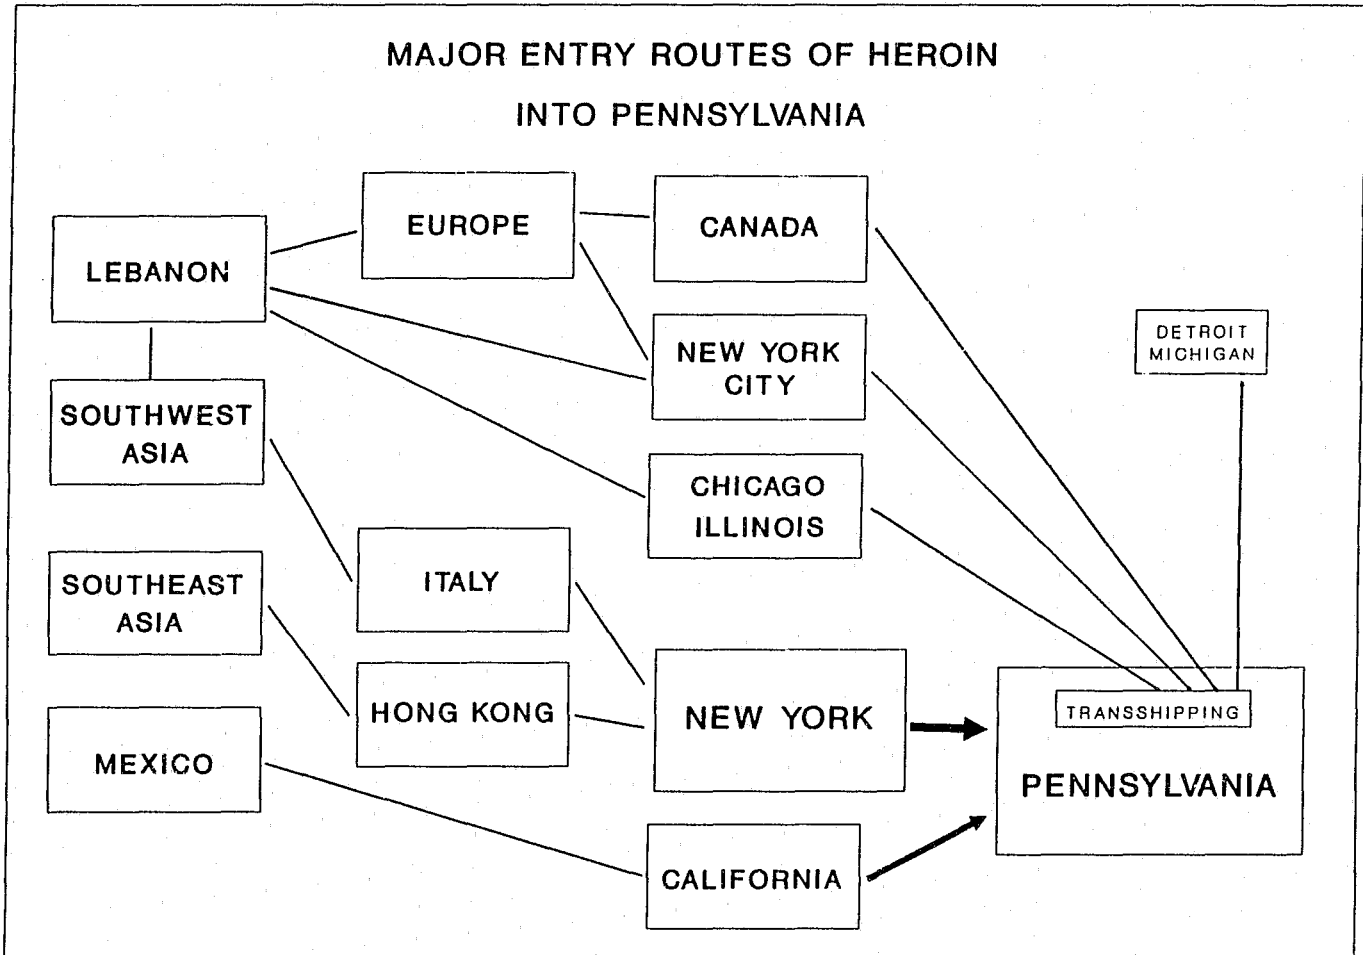 MAJOR ENTRY ROUTES OF HEROIN
INTO PENNSYLVANIA
EUROPE
CANADA
LEBANON
NEW YORK
CITY
DETROIT
MICHIGAN
SOUTHWEST
ASIA
CHICAGO
ILLINOIS
ITALY
SOUTHEAST
ASIA
HONG KONG
NEW YORK
TRANSSHIPPING
MEXICO
PENNSYLVANIA
CALIFORNIA